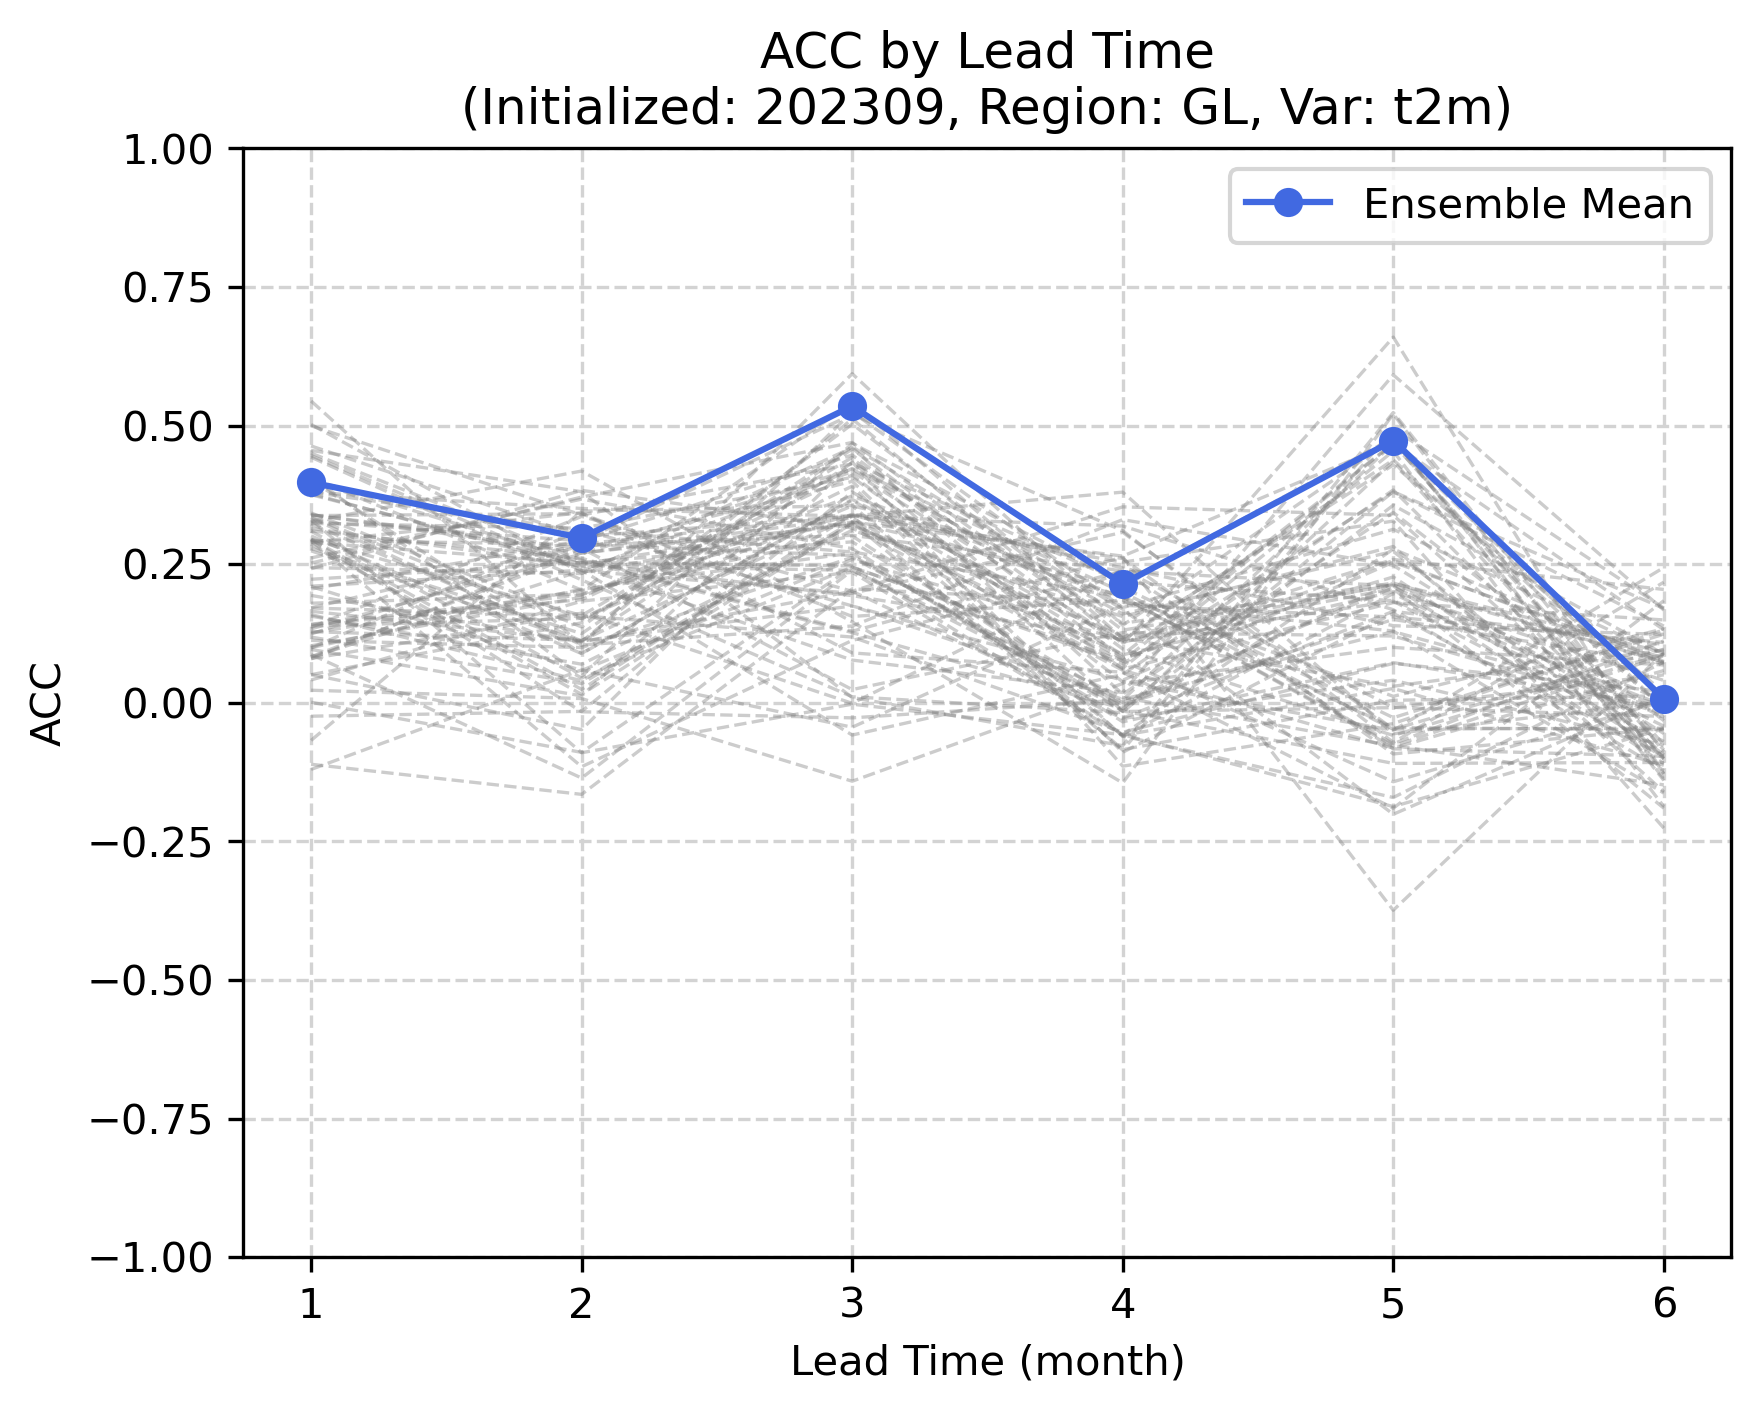 ACC by Lead Time
(Initialized: 202309, Region: GL, Var: t2m)
Ensemble Mean
ACC
1.00
0.75
0.50
0.25
0.00
−0.25
−0.50
−0.75
−1.00
1 2 3 4 5 6
Lead Time (month)